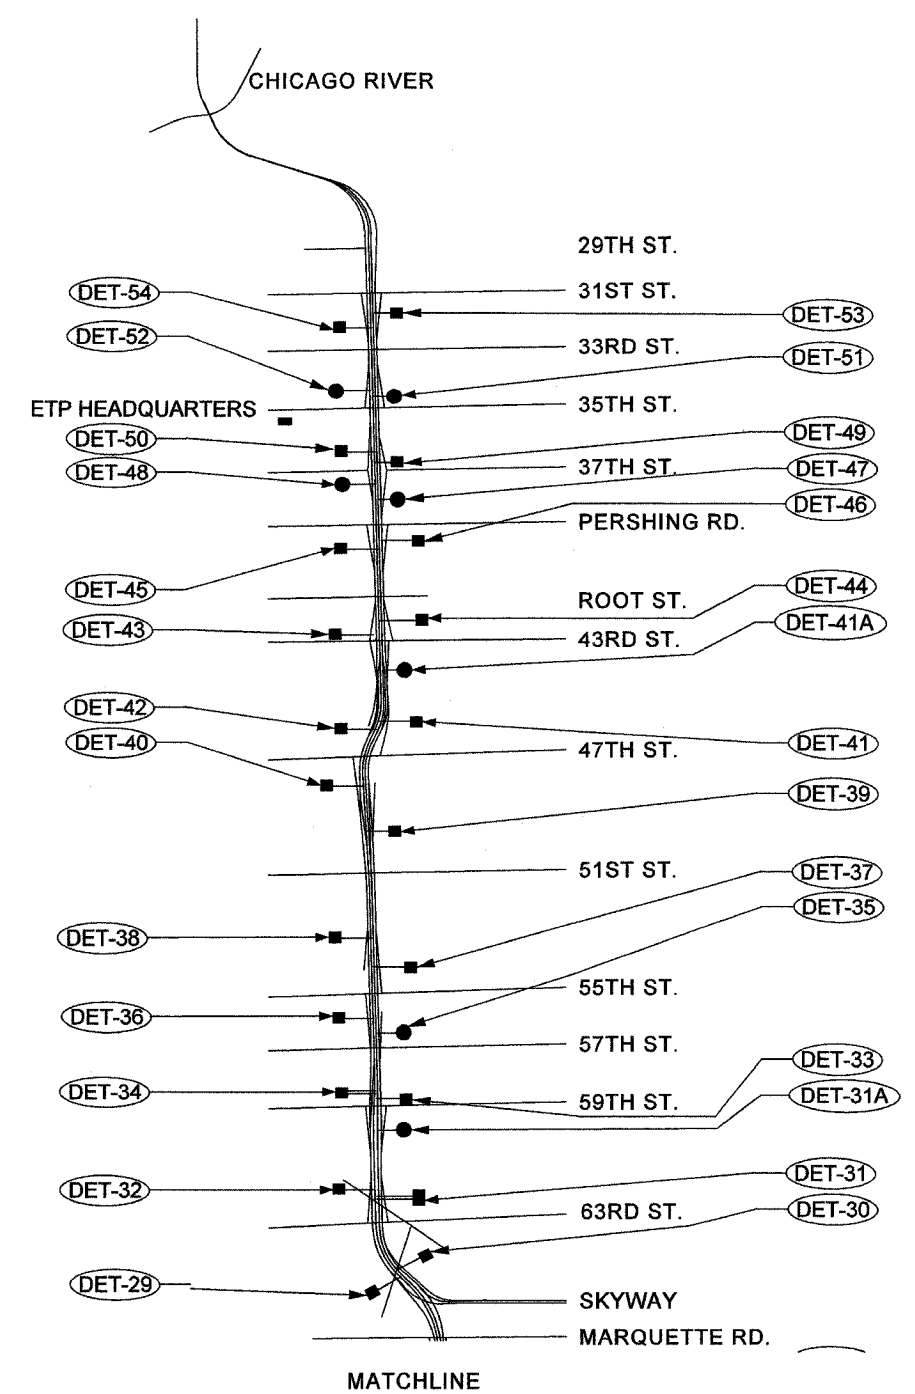 CHICAGO RIVER
29TH ST.
DET-54
31ST ST.
DET-53
DET-52
33RD ST.
DET-51
ETP HEADQUARTERS
35TH ST.
DET-50
DET-49
DET-48
37TH ST.
DET-47
DET-46
PERSHING RD.
DET-45
DET-44
ROOT ST.
DET-43
DET-41A
43RD ST.
DET-42
DET-40
47TH ST.
DET-41
DET-39
51ST ST.
DET-37
DET-35
DET-38
55TH ST.
DET-36
57TH ST.
DET-33
DET-34
59TH ST.
DET-31A
DET-32
DET-31
63RD ST.
DET-30
DET-29
SKYWAY
MARQUETTE RD.
MATCHLINE